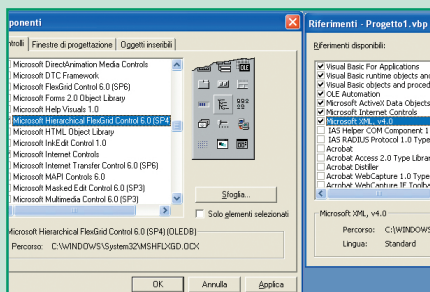 ponenti
ntrolli Finestre di progettazione Oggetti inseribili
Microsoft DirectAnimation Media Controls
Microsoft DTC Framework
Microsoft FlexGrid Control 6.0 (SP6)
Microsoft Forms 2.0 Object Library
Microsoft Help Visuals 1.0
Microsoft Hierarchical FlexGrid Control 6.0 (SP4)
Microsoft HTML Object Library
Microsoft InkEdit Control 1.0
Microsoft Internet Controls
Microsoft Internet Transfer Control 6.0 (SP6)
Microsoft MAPI Controls 6.0
Microsoft Masked Edit Control 6.0 (SP3)
Microsoft Multimedia Control 6.0 (SP3)
Sfoglia...
Solo elementi selezionati
Microsoft Hierarchical FlexGrid Control 6.0 (SP4) (OLEDB)
Percorso: C:\WINDOWS\System32\MSHFLXGD.OCX
OK Annulla Applica
Riferimenti - Progetto1.vbp
Riferimenti disponibili:
Visual Basic For Applications
Visual Basic runtime objects and
Visual Basic objects and proced
OLE Automation
Microsoft ActiveX Data Objects
Microsoft Internet Controls
Microsoft XML, v4.0
IAS Helper COM Component 1
IAS RADIUS Protocol 1.0 Type
Acrobat
Acrobat Access 2.0 Type Librar
Acrobat Distiller
Acrobat WebCapture 1.0 Type
Acrobat WebCapture IE Toolba
Microsoft XML, v4.0
Percorso: C:\WINDOWS
Lingua: Standard